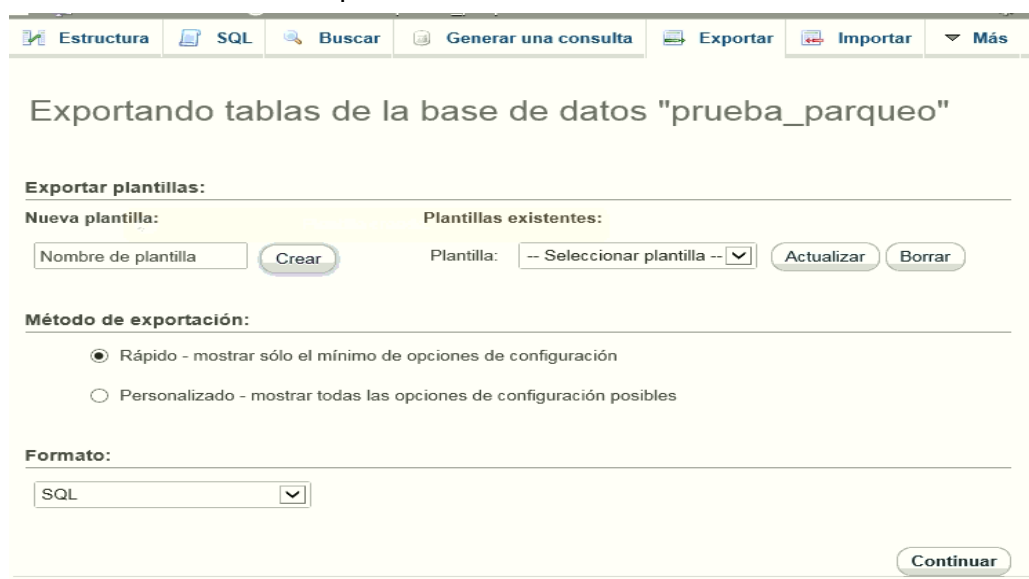 Estructura SQL Buscar Generar una consulta Exportar Importar Más
Exportando tablas de la base de datos "prueba_parqueo"
Exportar plantillas:
Nueva plantilla: Plantillas existentes:
Nombre de plantilla Crear Plantilla: -- Seleccionar plantilla -- Actualizar Borrar
Método de exportación:
Rápido - mostrar sólo el mínimo de opciones de configuración
Personalizado - mostrar todas las opciones de configuración posibles
Formato:
SQL
Continuar